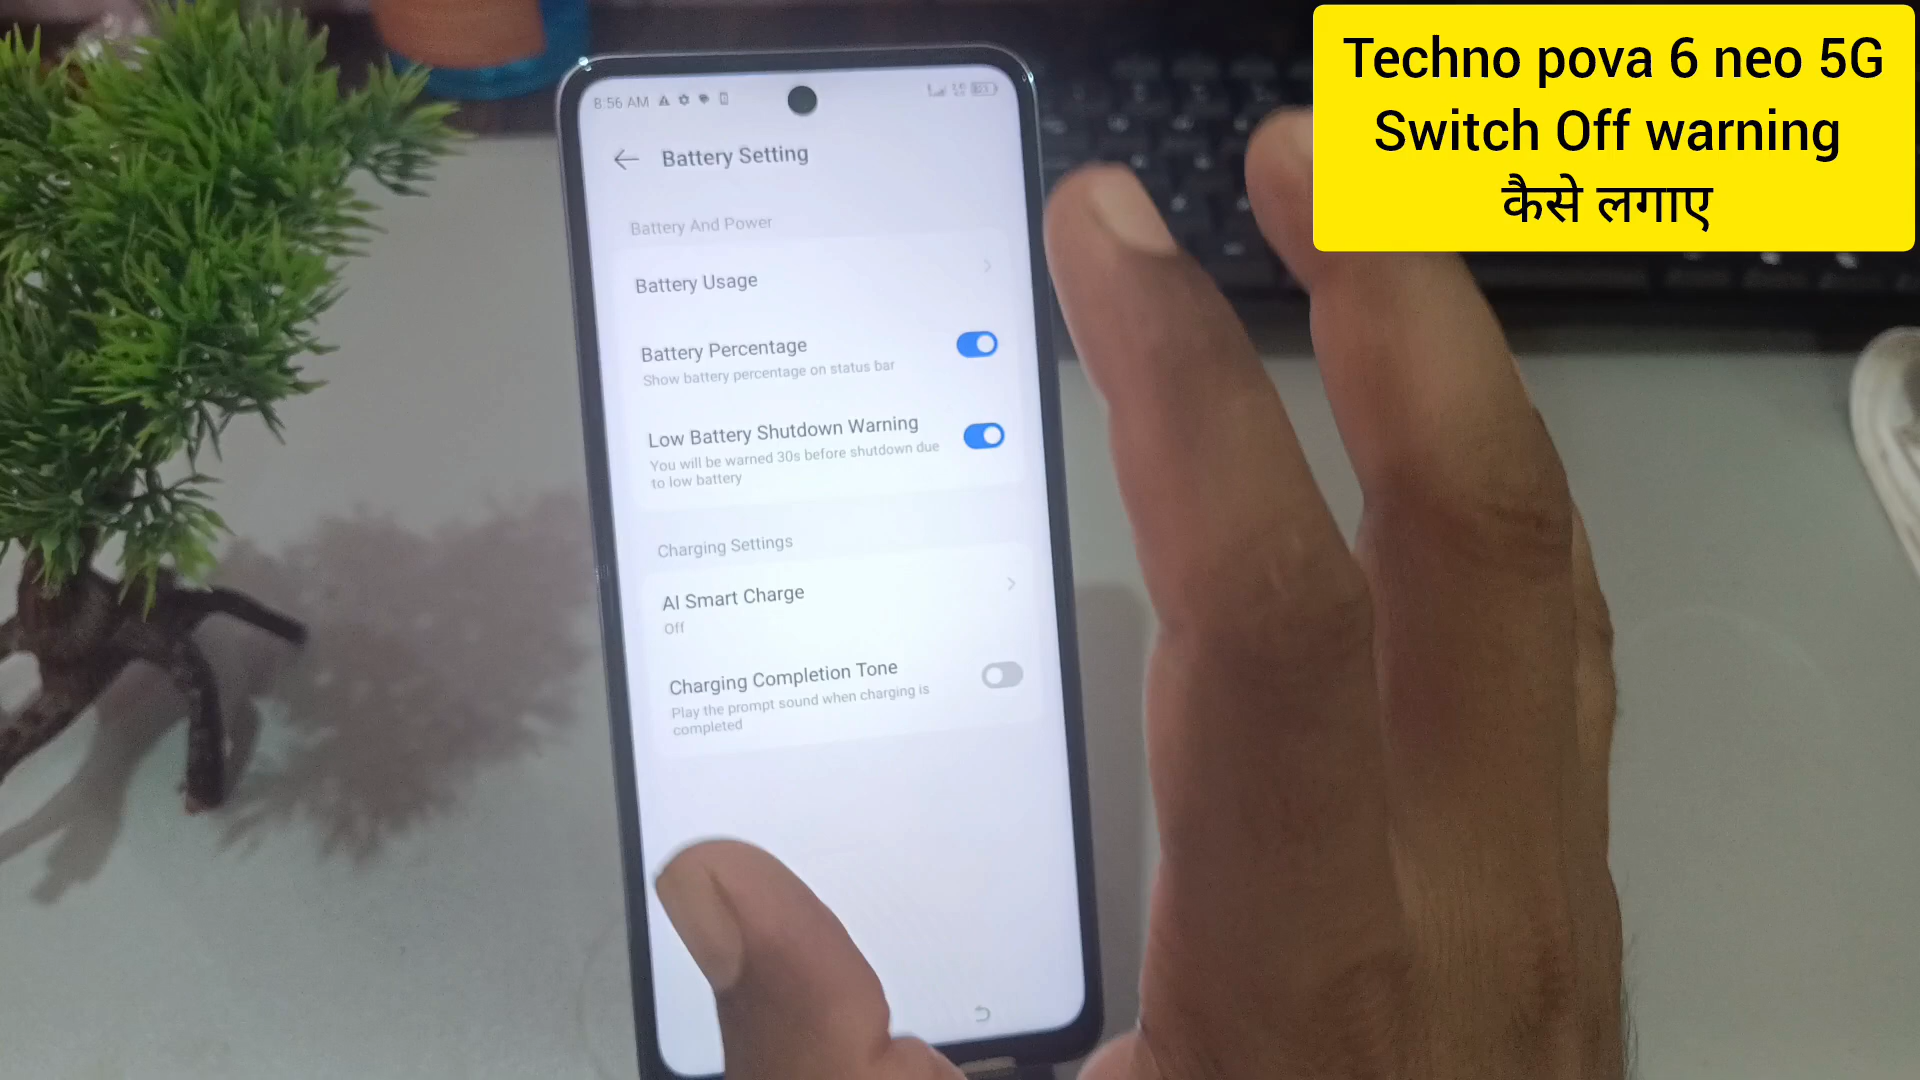 Techno pova 6 neo 5G
Switch Off warning
कैसे लगाए
8:56 AM
Battery Setting
Battery And Power
Battery Usage
Battery Percentage
Show battery percentage on status bar
Low Battery Shutdown Warning
You will be warned 30s before shutdown due
to low battery
Charging Settings
AI Smart Charge
Off
Charging Completion Tone
Play the prompt sound when charging is
completed